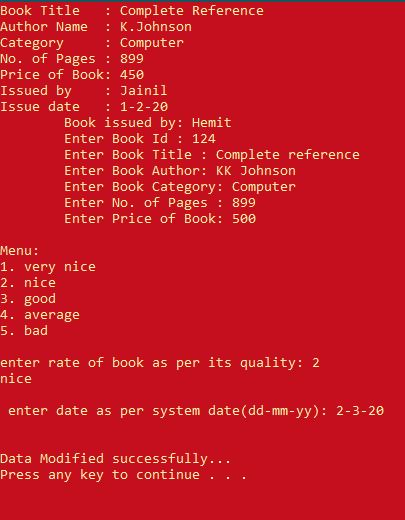 Book Title   : Complete Reference
Author Name  : K.Johnson
Category     : Computer
No. of Pages : 899
Price of Book: 450
Issued by    : Jainil
Issue date   : 1-2-20
Book issued by: Hemit
Enter Book Id : 124
Enter Book Title : Complete reference
Enter Book Author: KK Johnson
Enter Book Category: Computer
Enter No. of Pages : 899
Enter Price of Book: 500
Menu:
1. very nice
2. nice
3. good
4. average
5. bad
enter rate of book as per its quality: 2
nice
enter date as per system date(dd-mm-yy): 2-3-20
Data Modified successfully...
Press any key to continue . . .